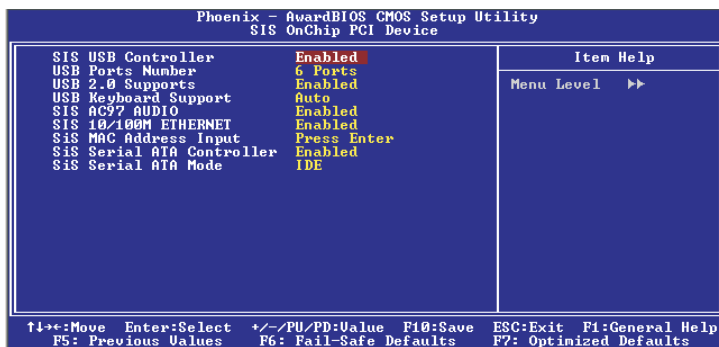 Phoenix - AwardBIOS CMOS Setup Utility
SIS OnChip PCI Device
SIS USB Controller Enabled
USB Ports Number 6 Ports
USB 2.0 Supports Enabled
USB Keyboard Support Auto
SIS AC97 AUDIO Enabled
SIS 10/100M ETHERNET Enabled
SiS MAC Address Input Press Enter
SiS Serial ATA Controller Enabled
SiS Serial ATA Mode IDE
Item Help
Menu Level ▶▶
↑↓→←:Move Enter:Select +/-/PU/PD:Value F10:Save ESC:Exit F1:General Help
F5: Previous Values F6: Fail-Safe Defaults F7: Optimized Defaults